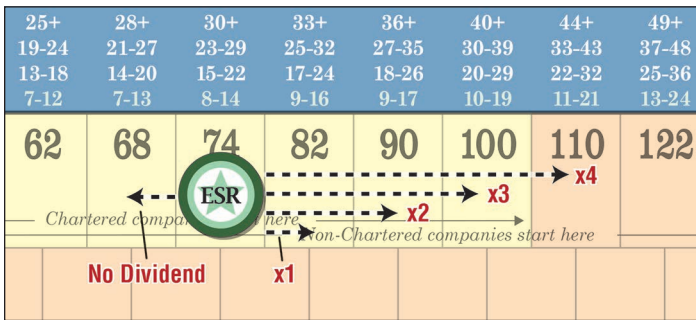 25+ 28+ 30+ 33+ 36+ 40+ 44+ 49+
19-24 21-27 23-29 25-32 27-35 30-39 33-43 37-48
13-18 14-20 15-22 17-24 18-26 20-29 22-32 25-36
7-12 7-13 8-14 9-16 9-17 10-19 11-21 13-24
62 68 74 82 90 100 110 122
x4
ESR
x3
x2
Chartered here
Non-Chartered companies start here
No Dividend
x1